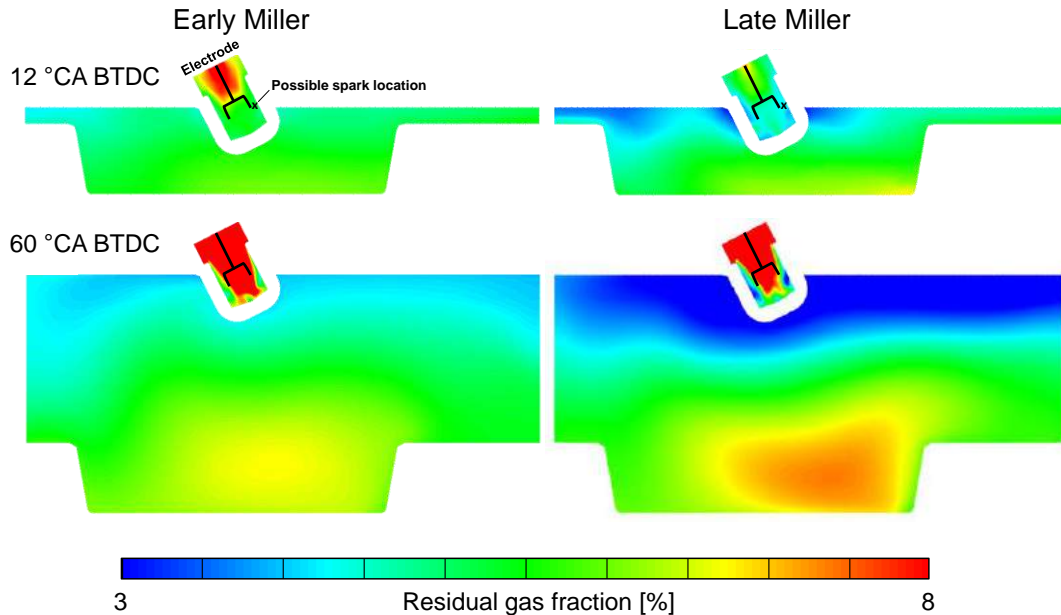 Early Miller
Late Miller
12 °CA BTDC
Electrode
Possible spark location
x
x
60 °CA BTDC
3
Residual gas fraction [%]
8